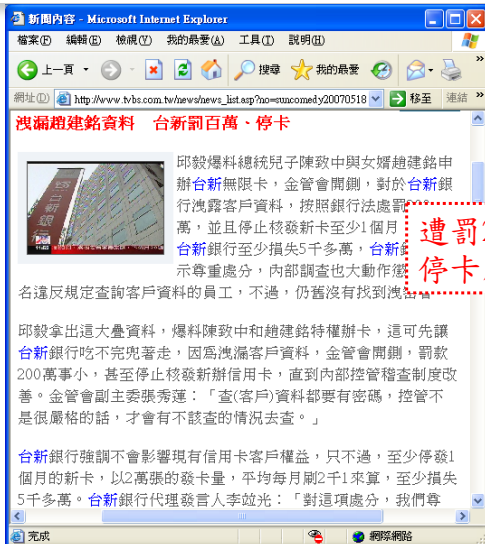 新聞內容 - Microsoft Internet Explorer
檔案(F) 編輯(E) 檢視(V) 我的最愛(A) 工具(T) 說明(H)
上一頁 搜尋 我的最愛
網址(D) http://www.tvbs.com.tw/news/news_list.asp?no=suncomedy20070518 移至 連結
洩漏趙建銘資料 台新罰百萬、停卡
邱毅爆料總統兒子陳致中與女婿趙建銘申
辦台新無限卡,金管會開鍘,對於台新銀
行洩露客戶資料,按照銀行法處罰
萬,並且停止核發新卡至少1個月
台新銀行至少損失5千多萬,台新
示尊重處分,內部調查也大動作懲
名違反規定查詢客戶資料的員工,不過,仍舊沒有找到洩密者
遭罰
停卡
邱毅拿出這大疊資料,爆料陳致中和趙建銘特權辦卡,這可先讓
台新銀行吃不完兜著走,因為洩漏客戶資料,金管會開鍘,罰款
200萬事小,甚至停止核發新辦信用卡,直到內部控管稽查制度改
善。金管會副主委張秀蓮:「查(客戶)資料都要有密碼,控管不
是很嚴格的話,才會有不該查的情況去查。」
台新銀行強調不會影響現有信用卡客戶權益,只不過,至少停發1
個月的新卡,以2萬張的發卡量,平均每月刷2千1來算,至少損失
5千多萬。台新銀行代理發言人李竝光:「對這項處分,我們尊
完成 網際網路